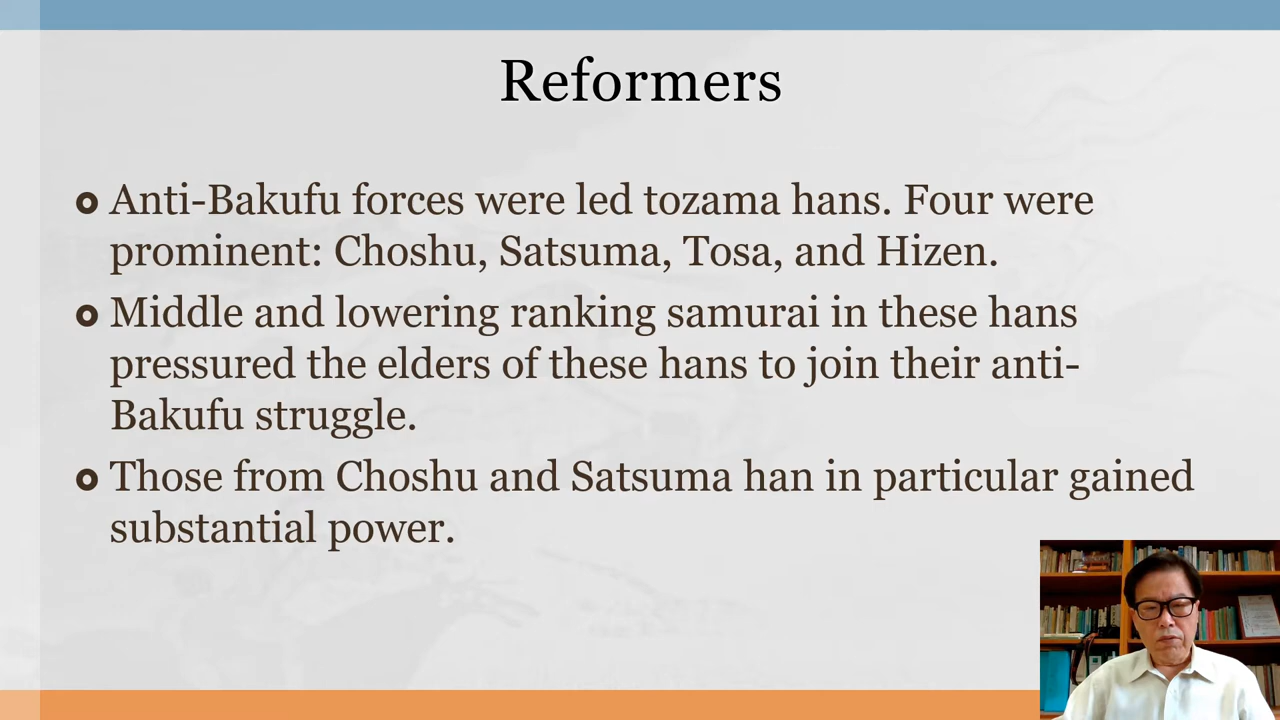 Reformers
Anti-Bakufu forces were led tozama hans. Four were
prominent: Choshu, Satsuma, Tosa, and Hizen.
Middle and lowering ranking samurai in these hans
pressured the elders of these hans to join their anti-
Bakufu struggle.
Those from Choshu and Satsuma han in particular gained
substantial power.